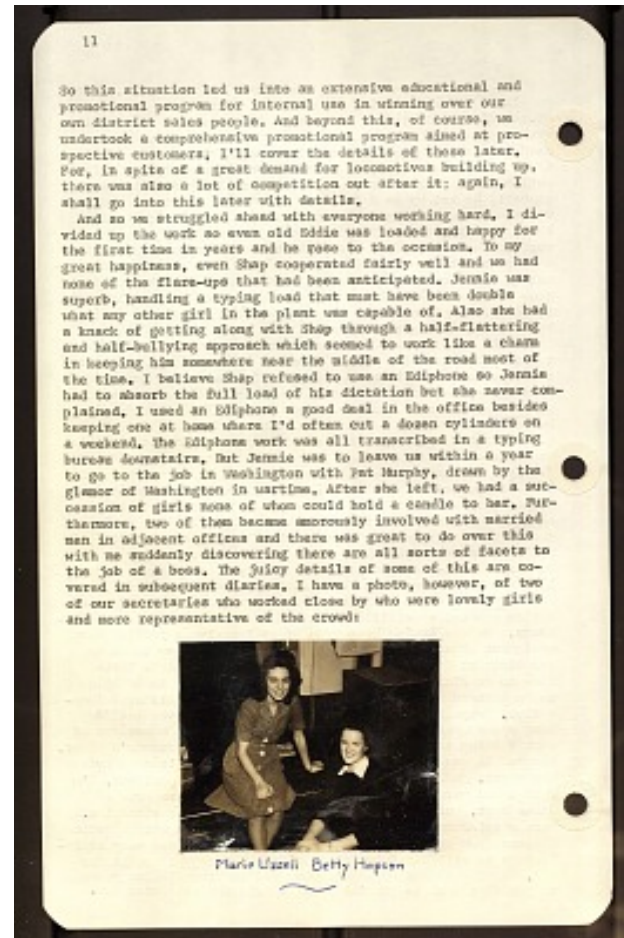 11
So this situation led us into an extensive educational and
promotional program for internal use in winning over our
own district sales people. And beyond this, of course, we
undertook a comprehensive promotional program aimed at pro-
spective customers. I'll cover the details of these later.
For, in spite of a great demand for locomotives building up,
there was also a lot of competition out after it; again, I
shall go into this later with details.
And so we struggled ahead with everyone working hard. I di-
vided up the work so even old Eddie was loaded and happy for
the first time in years and he rose to the occasion. To my
great happiness, even Shap cooperated fairly well and we had
none of the flare-ups that had been anticipated. Jennie was
superb, handling a typing load that must have been double
what any other girl in the plant was capable of. Also she had
a knack of getting along with Shap through a half-flattering
and half-bullying approach which seemed to work like a charm
in keeping him somewhere near the middle of the road most of
the time. I believe Shap refused to use an Ediphone so Jennie
had to absorb the full load of his dictation but she never com-
plained. I used an Ediphone a good deal in the office besides
keeping one at home where I'd often cut a dozen cylinders on
a weekend. The Ediphone work was all transcribed in a typing
bureau downstairs. But Jennie was to leave us within a year
to go to the job in Washington with Pat Murphy, drawn by the
glamor of Washington in wartime. After she left, we had a suc-
cession of girls none of whom could hold a candle to her. Fur-
thermore, two of them became amorously involved with married
men in adjacent offices and there was great to do over this
with me suddenly discovering there are all sorts of facets to
the job of a boss. The juicy details of some of this are co-
vered in subsequent diaries. I have a photo, however, of two
of our secretaries who worked close by who were lovely girls
and more representative of the crowd:
Marie Betty